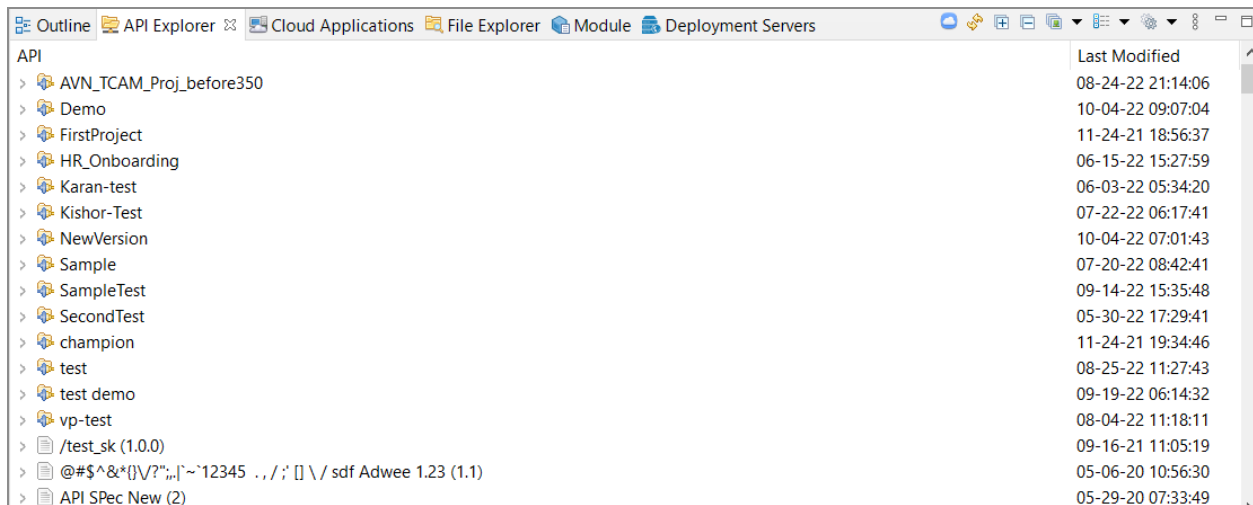 Outline API Explorer Cloud Applications File Explorer Module Deployment Servers
API Last Modified
AVN_TCAM_Proj_before350 08-24-22 21:14:06
Demo 10-04-22 09:07:04
FirstProject 11-24-21 18:56:37
HR_Onboarding 06-15-22 15:27:59
Karan-test 06-03-22 05:34:20
Kishor-Test 07-22-22 06:17:41
NewVersion 10-04-22 07:01:43
Sample 07-20-22 08:42:41
SampleTest 09-14-22 15:35:48
SecondTest 05-30-22 17:29:41
champion 11-24-21 19:34:46
test 08-25-22 11:27:43
test demo 09-19-22 06:14:32
vp-test 08-04-22 11:18:11
/test_sk (1.0.0) 09-16-21 11:05:19
@#$^&*{}\/?";,.|`~`12345 . , / ;' [] \ / sdf Adwee 1.23 (1.1) 05-06-20 10:56:30
API SPec New (2) 05-29-20 07:33:49